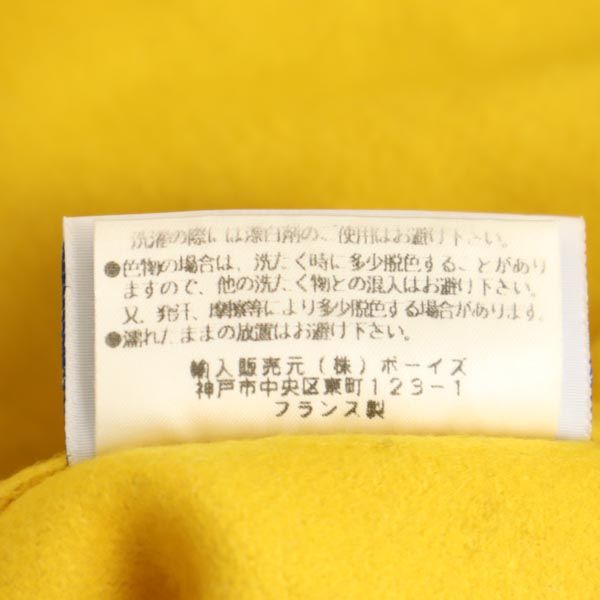 洗濯の際には漂白剤のご使用はお避け下さい。
●色物の場合は、洗たく時に多少脱色することがあり
ますので、他の洗たく物との混入はお避け下さい。
又、発汗、摩擦等により多少脱色する場合があります。
●濡れたままの放置はお避け下さい。
輸入販売元（株）ボーイズ
神戸市中央区東町１２３－１
フランス製